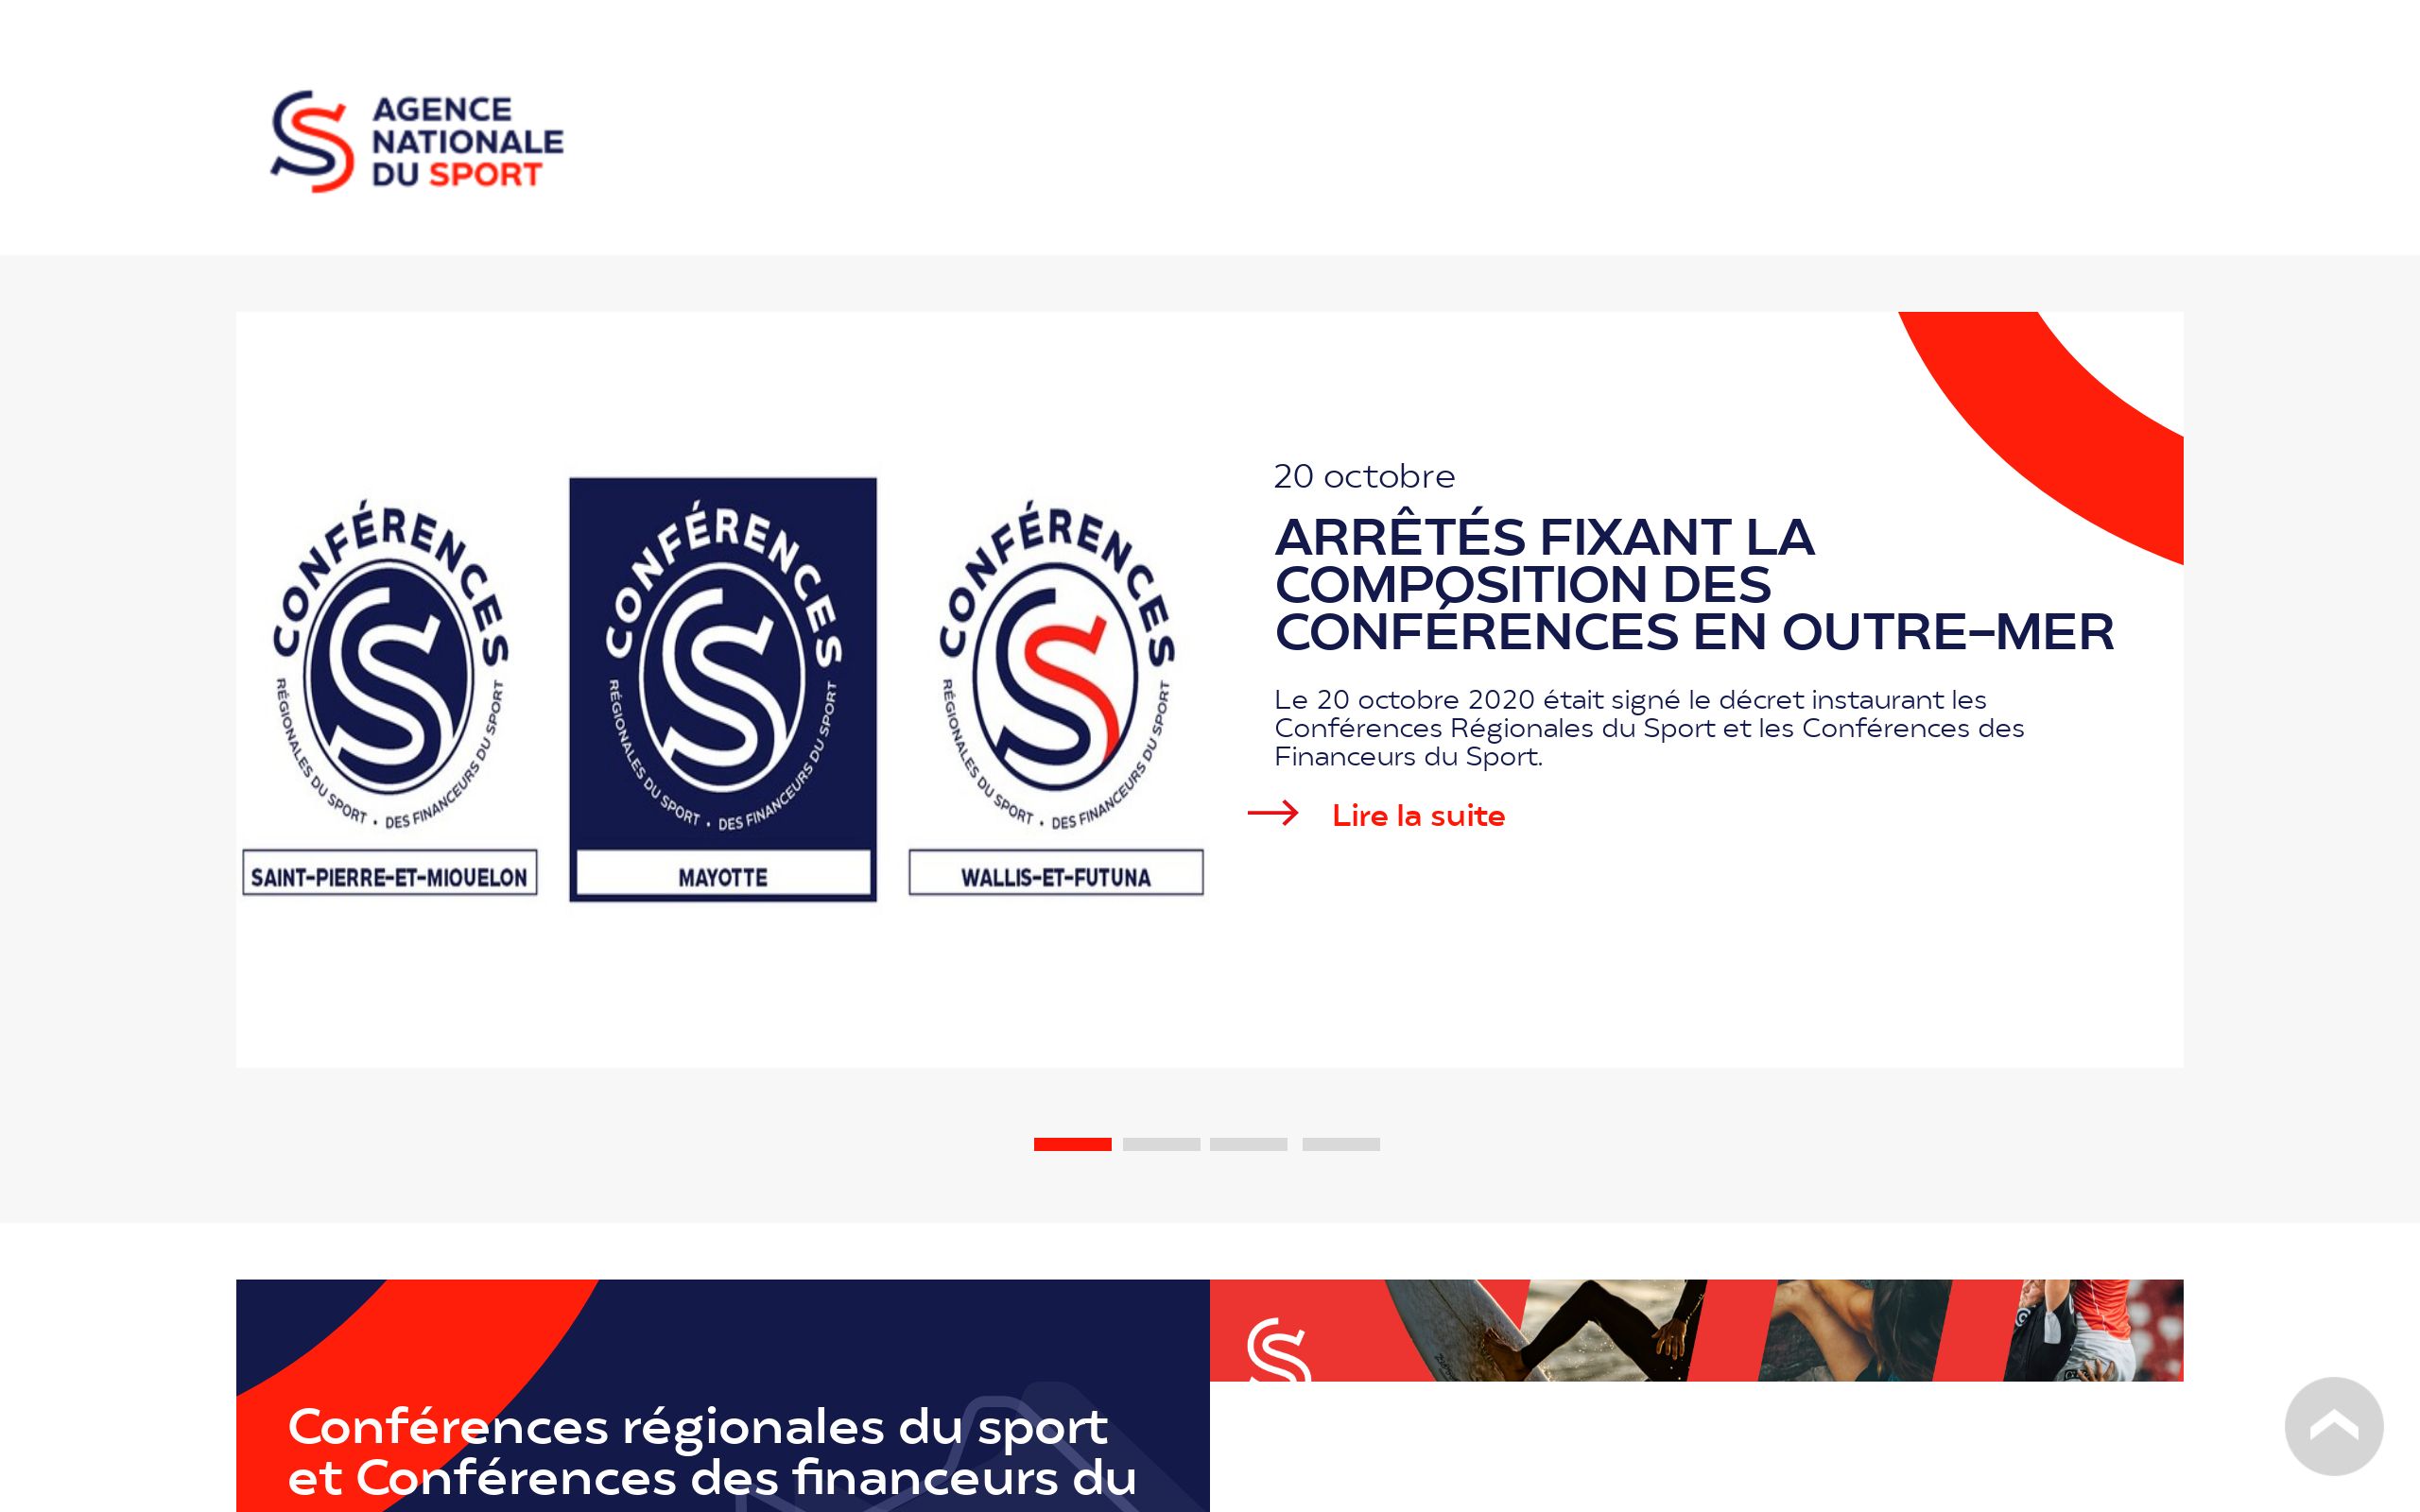 AGENCE
NATIONALE
DU SPORT
CONFÉRENCES
RÉGIONALES DU SPORT • DES FINANCEURS DU SPORT
SAINT-PIERRE-ET-MIQUELON
CONFÉRENCES
RÉGIONALES DU SPORT • DES FINANCEURS DU SPORT
MAYOTTE
CONFÉRENCES
RÉGIONALES DU SPORT • DES FINANCEURS DU SPORT
WALLIS-ET-FUTUNA
20 octobre
ARRÊTÉS FIXANT LA
COMPOSITION DES
CONFÉRENCES EN OUTRE-MER
Le 20 octobre 2020 était signé le décret instaurant les
Conférences Régionales du Sport et les Conférences des
Financeurs du Sport.
Lire la suite
Conférences régionales du sport
et Conférences des financeurs du